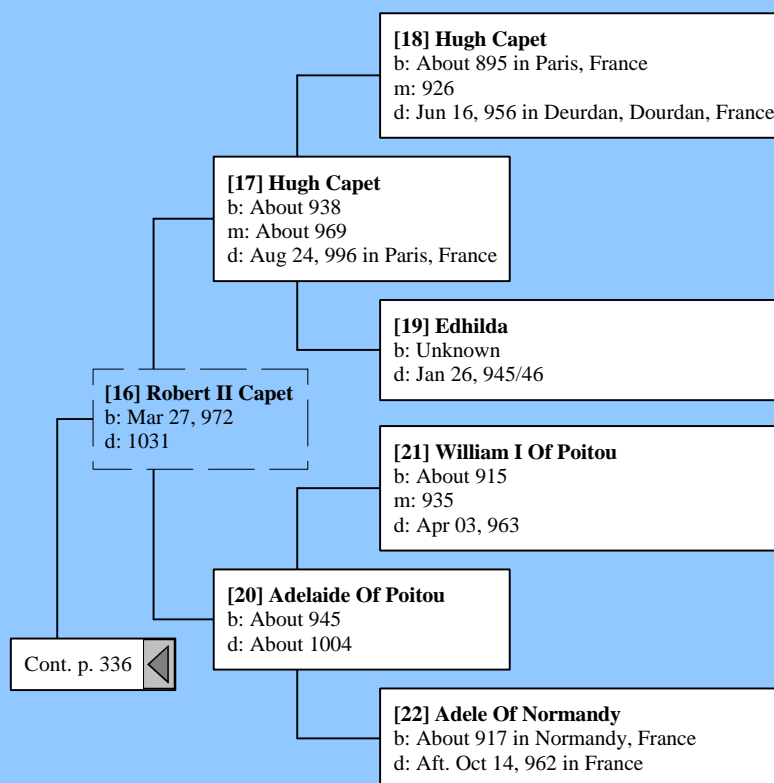 [18] Hugh Capet
b: About 895 in Paris, France
m: 926
d: Jun 16, 956 in Deurdan, Dourdan, France
[17] Hugh Capet
b: About 938
m: About 969
d: Aug 24, 996 in Paris, France
[19] Edhilda
b: Unknown
d: Jan 26, 945/46
[16] Robert II Capet
b: Mar 27, 972
d: 1031
[21] William I Of Poitou
b: About 915
m: 935
d: Apr 03, 963
[20] Adelaide Of Poitou
b: About 945
d: About 1004
Cont. p. 336
[22] Adele Of Normandy
b: About 917 in Normandy, France
d: Aft. Oct 14, 962 in France